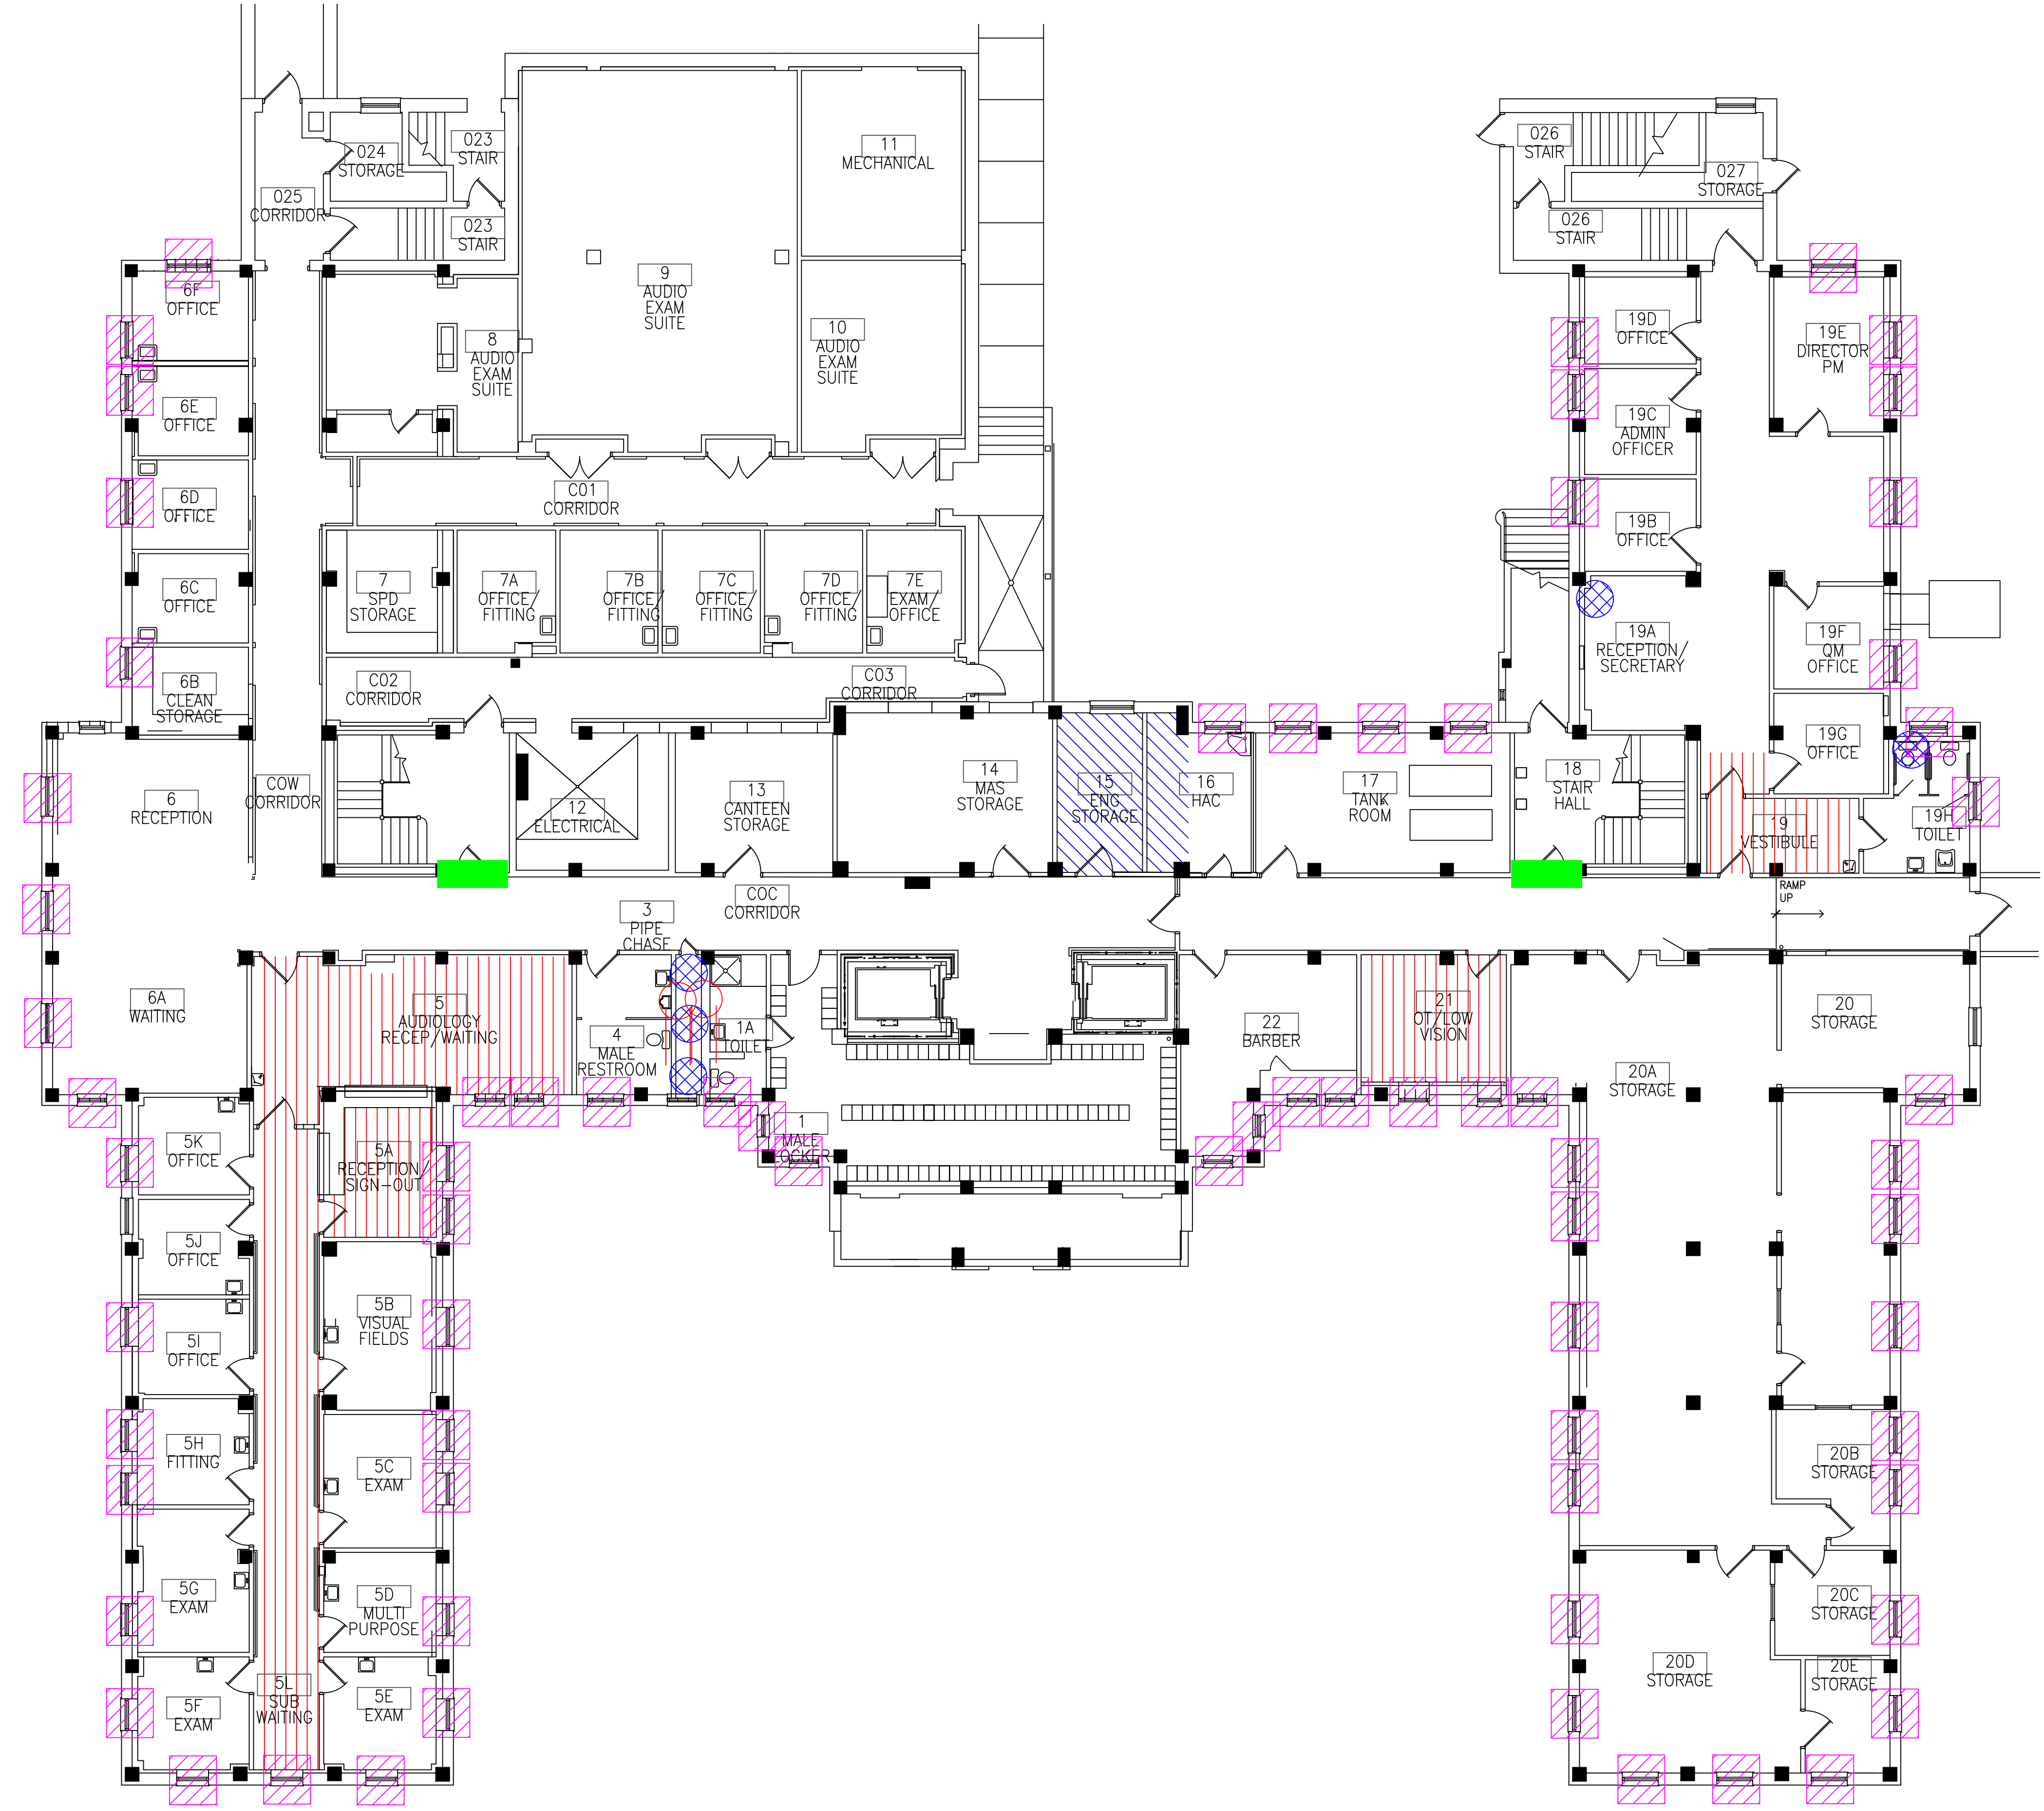 11
MECHANICAL
023
STAIR
024
STORAGE
026
STAIR
027
STORAGE
025
CORRIDOR
023
STAIR
026
STAIR
9
AUDIO
EXAM
SUITE
6F
OFFICE
8
AUDIO
EXAM
SUITE
10
AUDIO
EXAM
SUITE
19D
OFFICE
19E
DIRECTOR
PM
6E
OFFICE
19C
ADMIN
OFFICER
6D
OFFICE
C01
CORRIDOR
19B
OFFICE
6C
OFFICE
7
SPD
STORAGE
7A
OFFICE/
FITTING
7B
OFFICE/
FITTING
7C
OFFICE/
FITTING
7D
OFFICE/
FITTING
7E
EXAM/
OFFICE
19A
RECEPTION/
SECRETARY
19F
QM
OFFICE
6B
CLEAN
STORAGE
C02
CORRIDOR
C03
CORRIDOR
19G
OFFICE
6
RECEPTION
COW
CORRIDOR
12
ELECTRICAL
13
CANTEEN
STORAGE
14
MAS
STORAGE
15
ENG
STORAGE
16
HAC
17
TANK
ROOM
18
STAIR
HALL
19
VESTIBULE
19H
TOILET
RAMP
UP
3
PIPE
CHASE
COC
CORRIDOR
6A
WAITING
5
AUDIOLOGY
RECEP/WAITING
4
MALE
RESTROOM
1A
TOILET
22
BARBER
21
OT/LOW
VISION
20
STORAGE
20A
STORAGE
1
MALE
LOCKER
5K
OFFICE
5A
RECEPTION/
SIGN-OUT
5J
OFFICE
5I
OFFICE
5B
VISUAL
FIELDS
5H
FITTING
5C
EXAM
20B
STORAGE
5G
EXAM
5D
MULTI
PURPOSE
20C
STORAGE
5F
EXAM
5L
SUB
WAITING
5E
EXAM
20D
STORAGE
20E
STORAGE